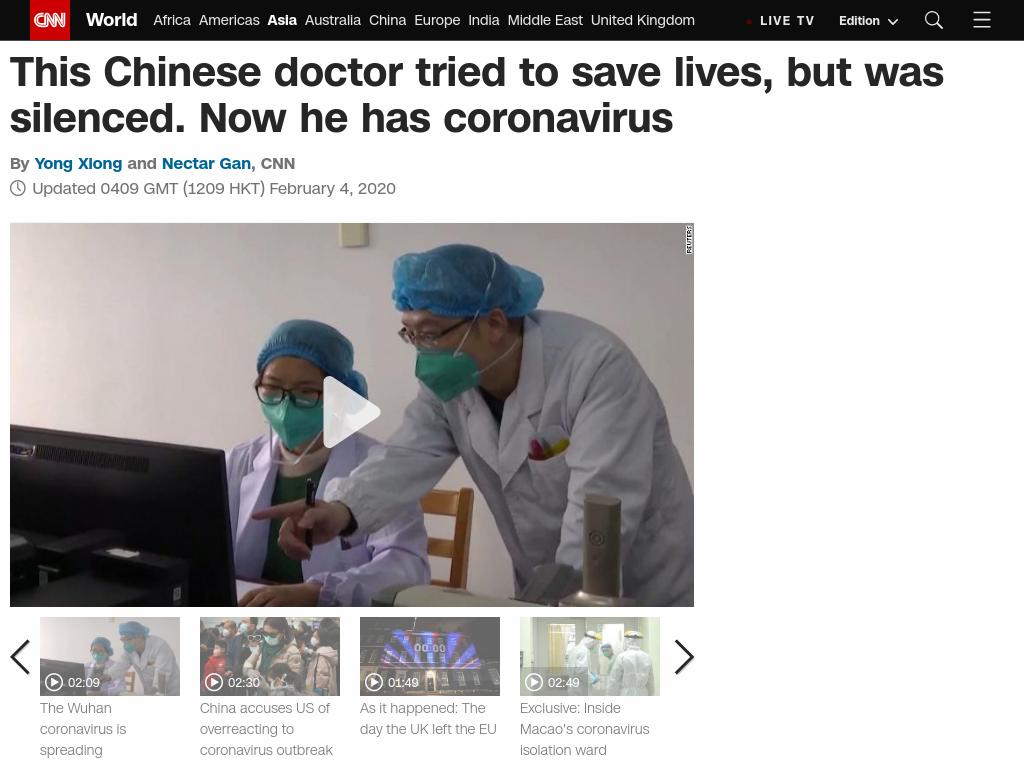 CNN World Africa Americas Asia Australia China Europe India Middle East United Kingdom LIVE TV Edition
This Chinese doctor tried to save lives, but was
silenced. Now he has coronavirus
By Yong Xiong and Nectar Gan, CNN
Updated 0409 GMT (1209 HKT) February 4, 2020
REUTERS
00:00
02:09 02:30 01:49 02:49
The Wuhan
coronavirus is
spreading
China accuses US of
overreacting to
coronavirus outbreak
As it happened: The
day the UK left the EU
Exclusive: Inside
Macao's coronavirus
isolation ward